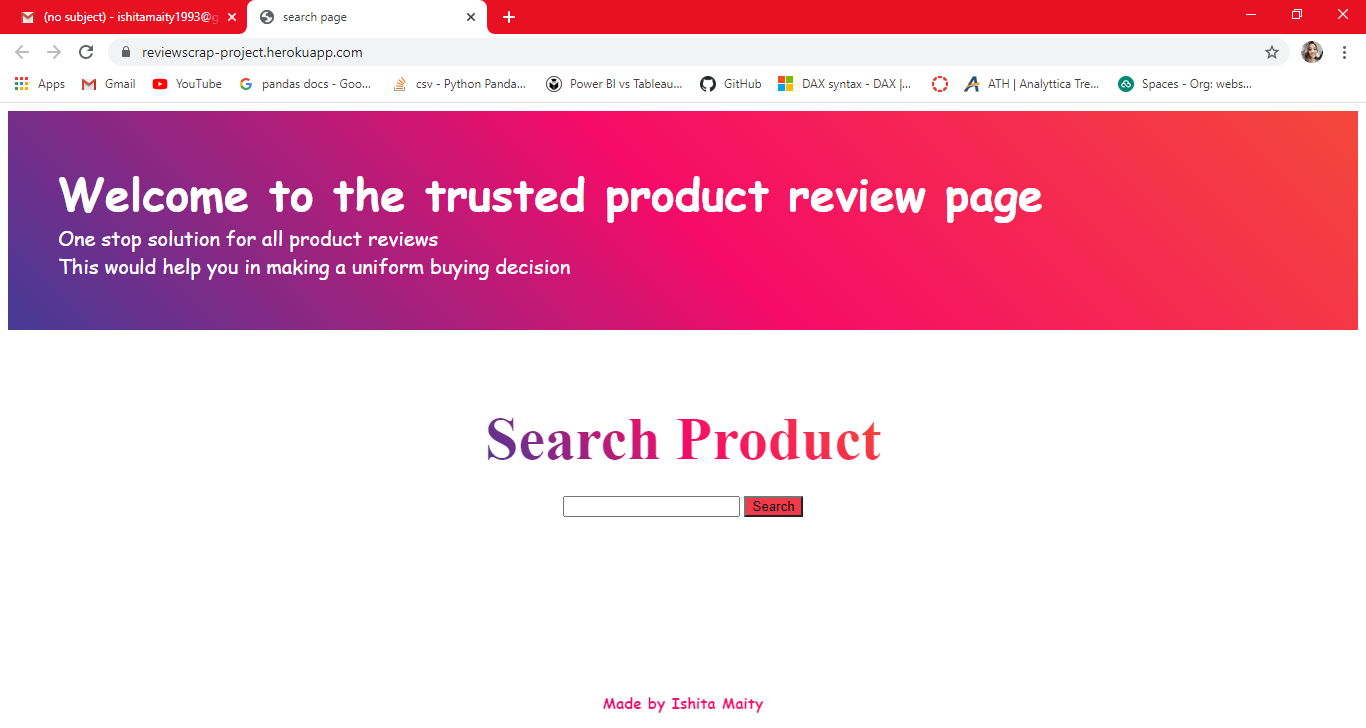 (no subject) - ishitamaity1993@g
search page
reviewscrap-project.herokuapp.com
Apps
Gmail
YouTube
pandas docs - Goo...
csv - Python Panda...
Power BI vs Tableau...
GitHub
DAX syntax - DAX |...
ATH | Analyttica Tre...
Spaces - Org: webs...
Welcome to the trusted product review page
One stop solution for all product reviews
This would help you in making a uniform buying decision
Search Product
Search
Made by Ishita Maity